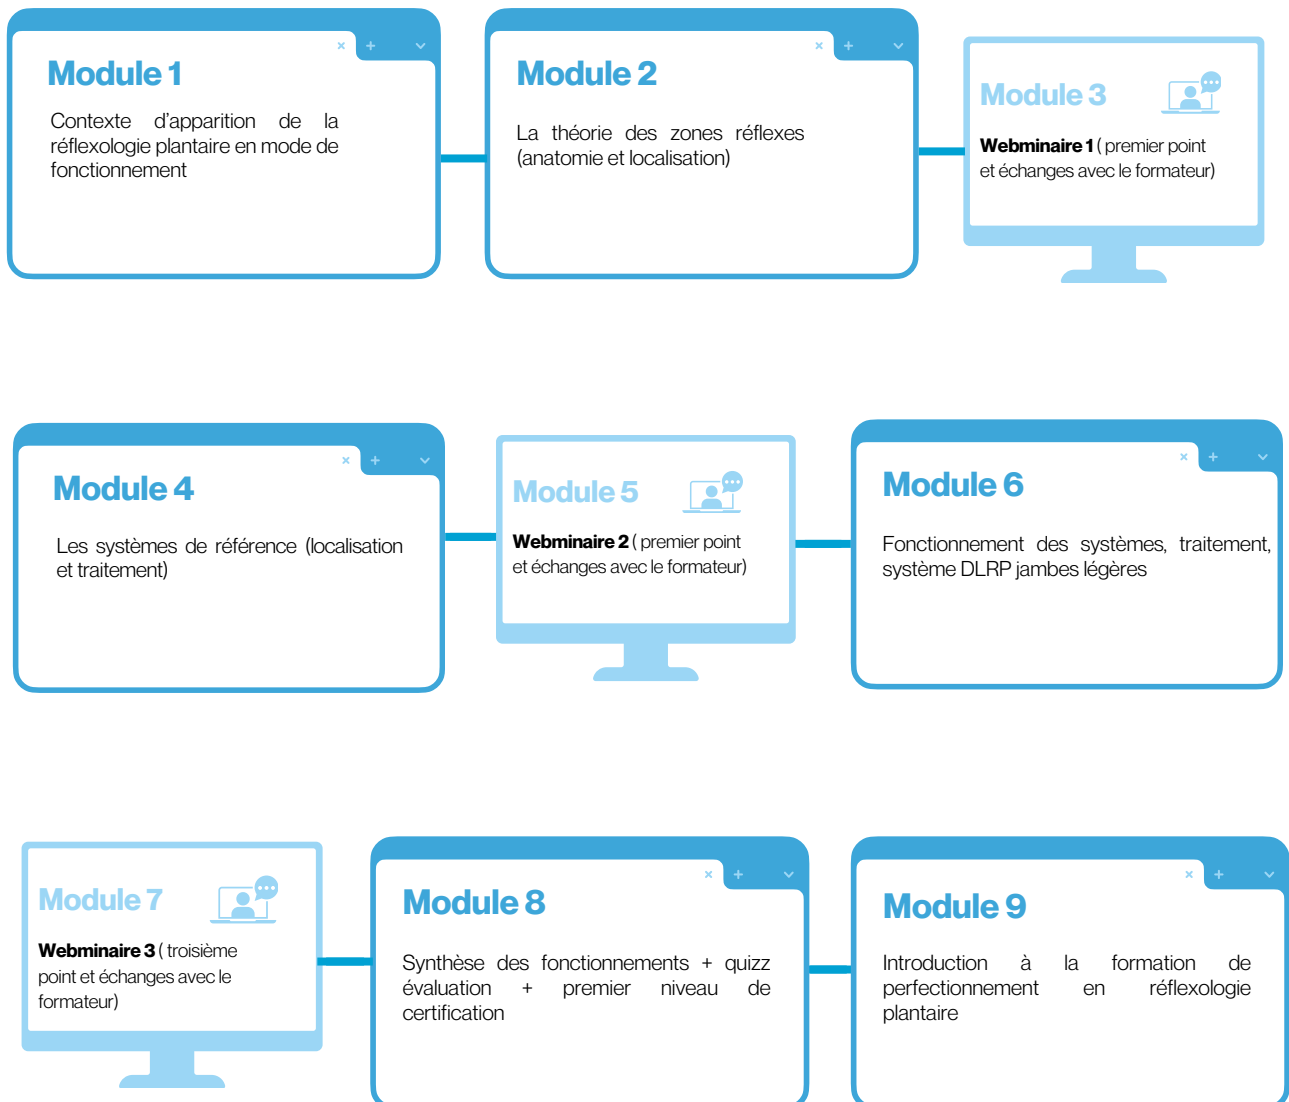 Module 1
Contexte d'apparition de la
réflexologie plantaire en mode de
fonctionnement
Module 2
La théorie des zones réflexes
(anatomie et localisation)
Module 3
Webminaire 1 ( premier point
et échanges avec le formateur)
Module 4
Les systèmes de référence (localisation
et traitement)
Module 5
Webminaire 2 ( premier point
et échanges avec le formateur)
Module 6
Fonctionnement des systèmes, traitement,
système DLRP jambes légères
Module 7
Webminaire 3 ( troisième
point et échanges avec le
formateur)
Module 8
Synthèse des fonctionnements + quizz
évaluation + premier niveau de
certification
Module 9
Introduction à la formation de
perfectionnement en réflexologie
plantaire